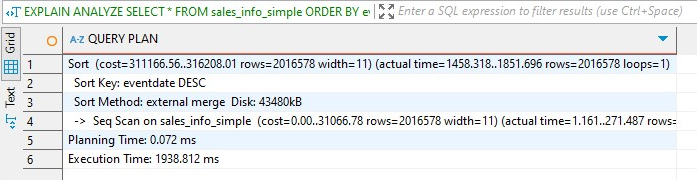 EXPLAIN ANALYZE SELECT * FROM sales_info_simple ORDER BY e
Enter a SQL expression to filter results (use Ctrl+Space)
Grid
Text
A-Z QUERY PLAN
1 Sort (cost=311166.56..316208.01 rows=2016578 width=11) (actual time=1458.318..1851.696 rows=2016578 loops=1)
2 Sort Key: eventdate DESC
3 Sort Method: external merge Disk: 43480kB
4 -> Seq Scan on sales_info_simple (cost=0.00..31066.78 rows=2016578 width=11) (actual time=1.161..271.487 rows=
5 Planning Time: 0.072 ms
6 Execution Time: 1938.812 ms